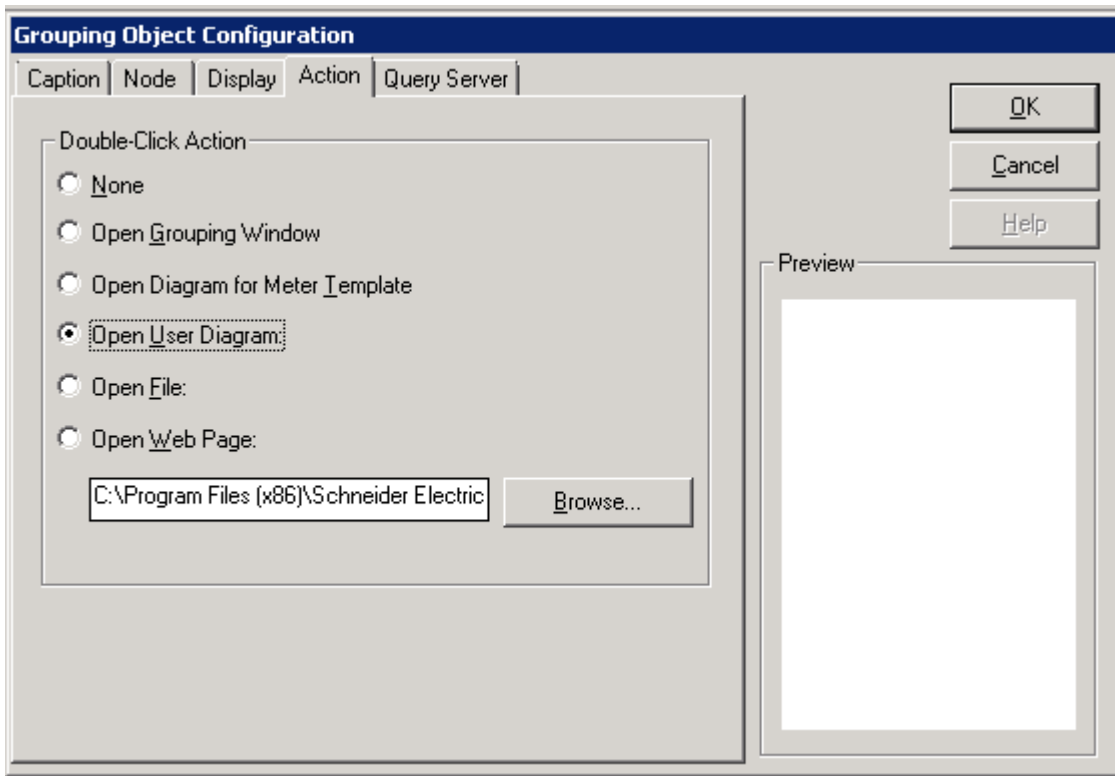 Grouping Object Configuration
Caption Node Display Action Query Server
OK
Cancel
Help
Double-Click Action
None
Open Grouping Window
Open Diagram for Meter Template
Open User Diagram:
Open File:
Open Web Page:
C:\Program Files (x86)\Schneider Electric
Browse...
Preview